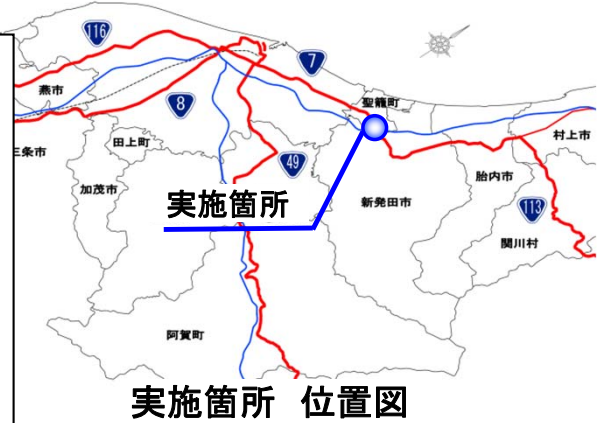 116
7
燕市
8
聖籠町
三条市
田上町
49
村上市
加茂市
胎内市
実施箇所
新発田市
113
関川村
阿賀町
実施箇所 位置図